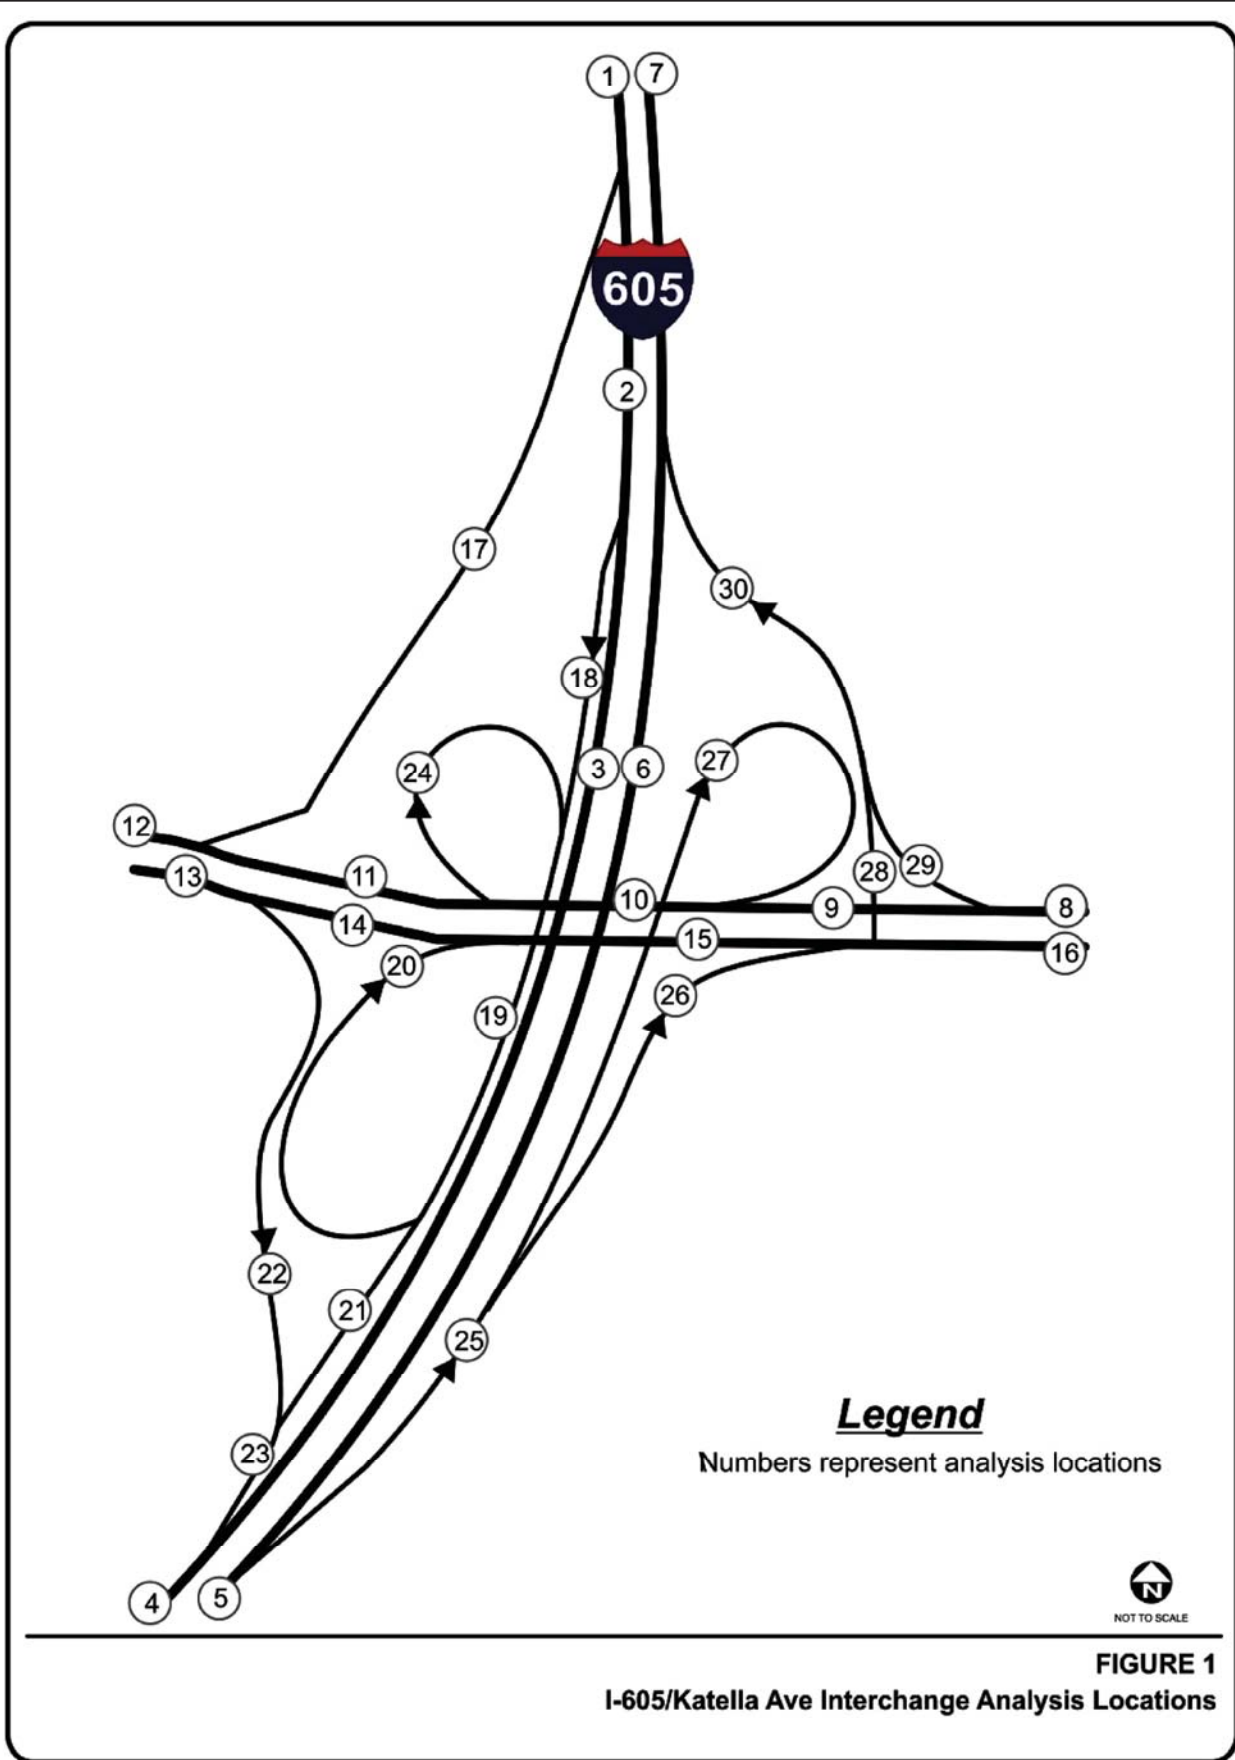 1 7
605
2
17
30
18
3 6 27
24
12
11 28 29
13
10 9 8
14
15
16
20
26
19
22
21
25
Legend
Numbers represent analysis locations
23
N
4 5
NOT TO SCALE
FIGURE 1
I-605/Katella Ave Interchange Analysis Locations